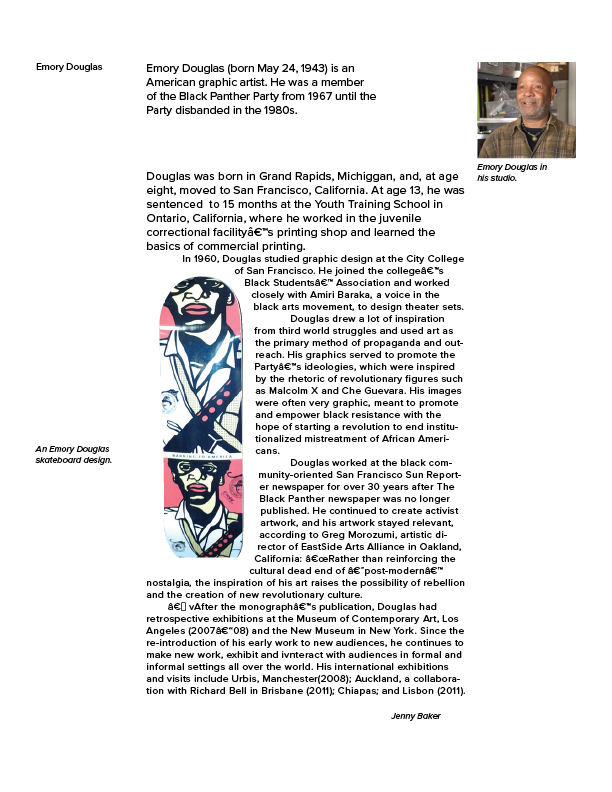 Emory Douglas
Emory Douglas (born May 24, 1943) is an
American graphic artist. He was a member
of the Black Panther Party from 1967 until the
Party disbanded in the 1980s.
Emory Douglas in
his studio.
Douglas was born in Grand Rapids, Michiggan, and, at age
eight, moved to San Francisco, California. At age 13, he was
sentenced  to 15 months at the Youth Training School in
Ontario, California, where he worked in the juvenile
correctional facilityâ€™s printing shop and learned the
basics of commercial printing.
In 1960, Douglas studied graphic design at the City College
of San Francisco. He joined the collegeâ€™s
Black Studentsâ€™ Association and worked
closely with Amiri Baraka, a voice in the
black arts movement, to design theater sets.
Douglas drew a lot of inspiration
from third world struggles and used art as
the primary method of propaganda and out-
reach. His graphics served to promote the
Partyâ€™s ideologies, which were inspired
by the rhetoric of revolutionary figures such
as Malcolm X and Che Guevara. His images
were often very graphic, meant to promote
and empower black resistance with the
hope of starting a revolution to end institu-
tionalized mistreatment of African Ameri-
cans.
An Emory Douglas
skateboard design.
WARNING TO AMERICA
Douglas worked at the black com-
munity-oriented San Francisco Sun Report-
er newspaper for over 30 years after The
Black Panther newspaper was no longer
published. He continued to create activist
artwork, and his artwork stayed relevant,
according to Greg Morozumi, artistic di-
rector of EastSide Arts Alliance in Oakland,
California: â€œRather than reinforcing the
cultural dead end of â€˜post-modernâ€™
nostalgia, the inspiration of his art raises the possibility of rebellion
and the creation of new revolutionary culture.
â€▯ vAfter the monographâ€™s publication, Douglas had
retrospective exhibitions at the Museum of Contemporary Art, Los
Angeles (2007â€“08) and the New Museum in New York. Since the
re-introduction of his early work to new audiences, he continues to
make new work, exhibit and ivnteract with audiences in formal and
informal settings all over the world. His international exhibitions
and visits include Urbis, Manchester(2008); Auckland, a collabora-
tion with Richard Bell in Brisbane (2011); Chiapas; and Lisbon (2011).
Jenny Baker